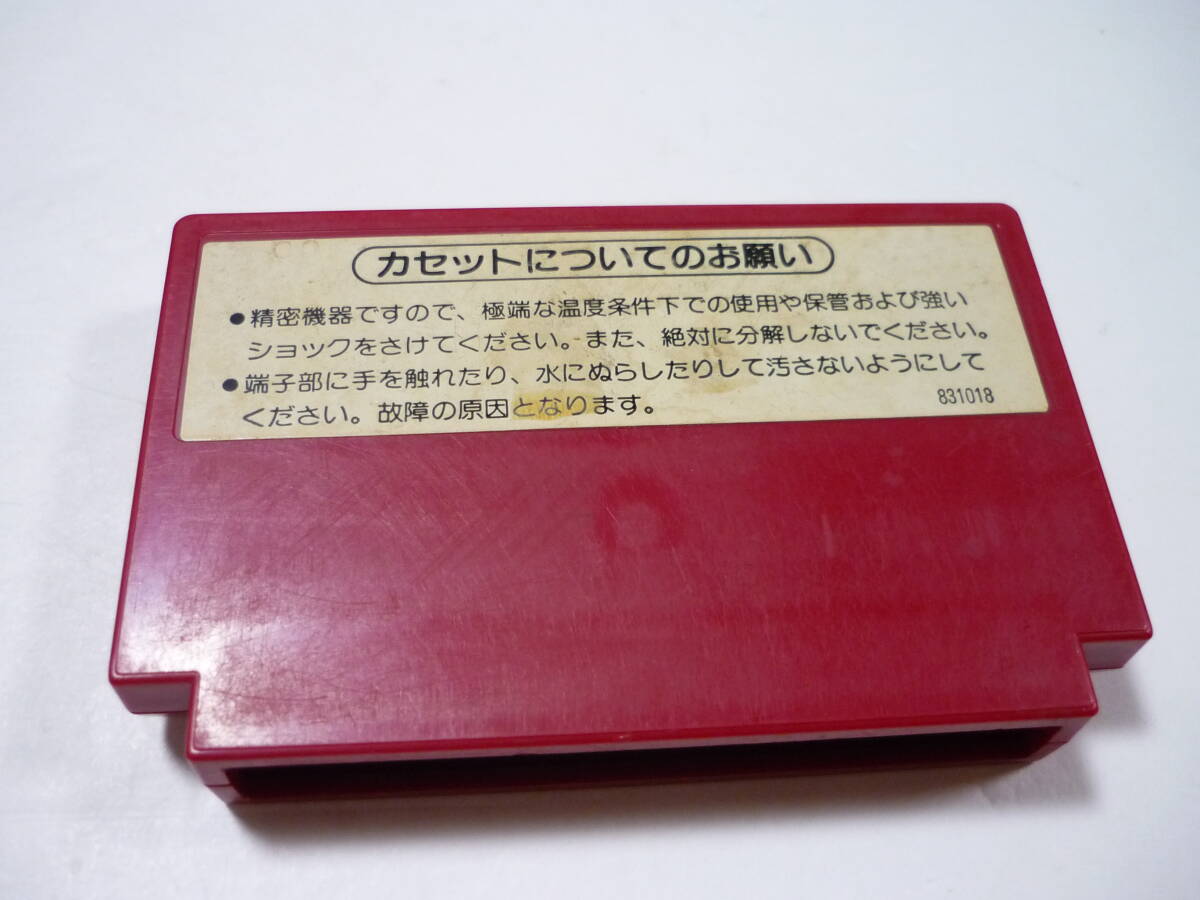 カセットについてのお願い
●精密機器ですので、極端な温度条件下での使用や保管および強い
ショックをさけてください。また、絶対に分解しないでください。
●端子部に手を触れたり、水にぬらしたりして汚さないようにして
ください。故障の原因となります。
831018